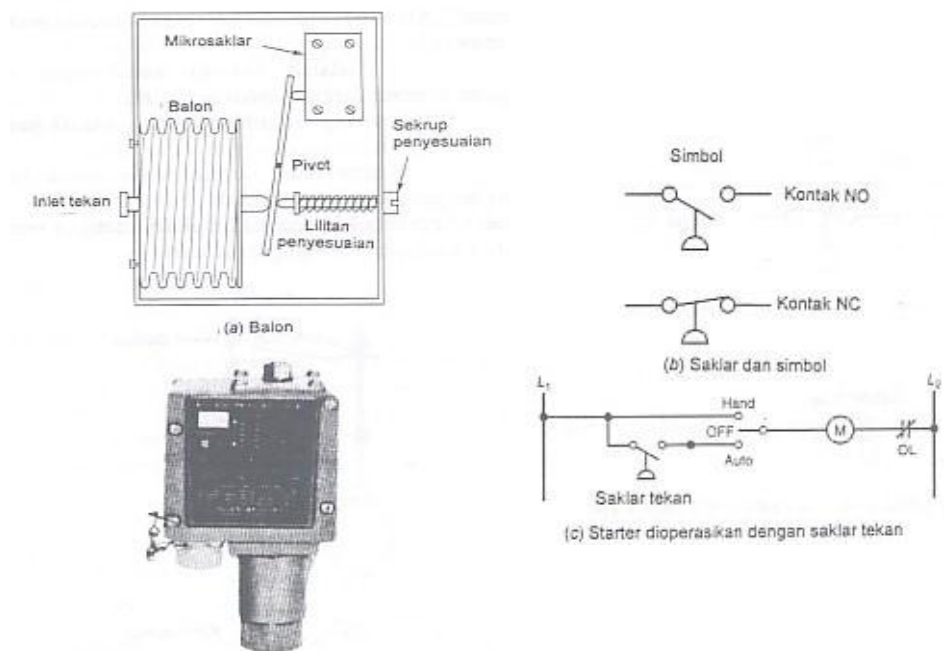 Mikrosaklar
Balon
Sekrup
penyesuaian
Pivot
Inlet tekan
Lilitan
penyesuaian
(a) Balon
Simbol
Kontak NO
Kontak NC
(b) Saklar dan simbol
L₁
L₂
Hand
OFF
M
Auto
OL
Saklar tekan
(c) Starter dioperasikan dengan saklar tekan